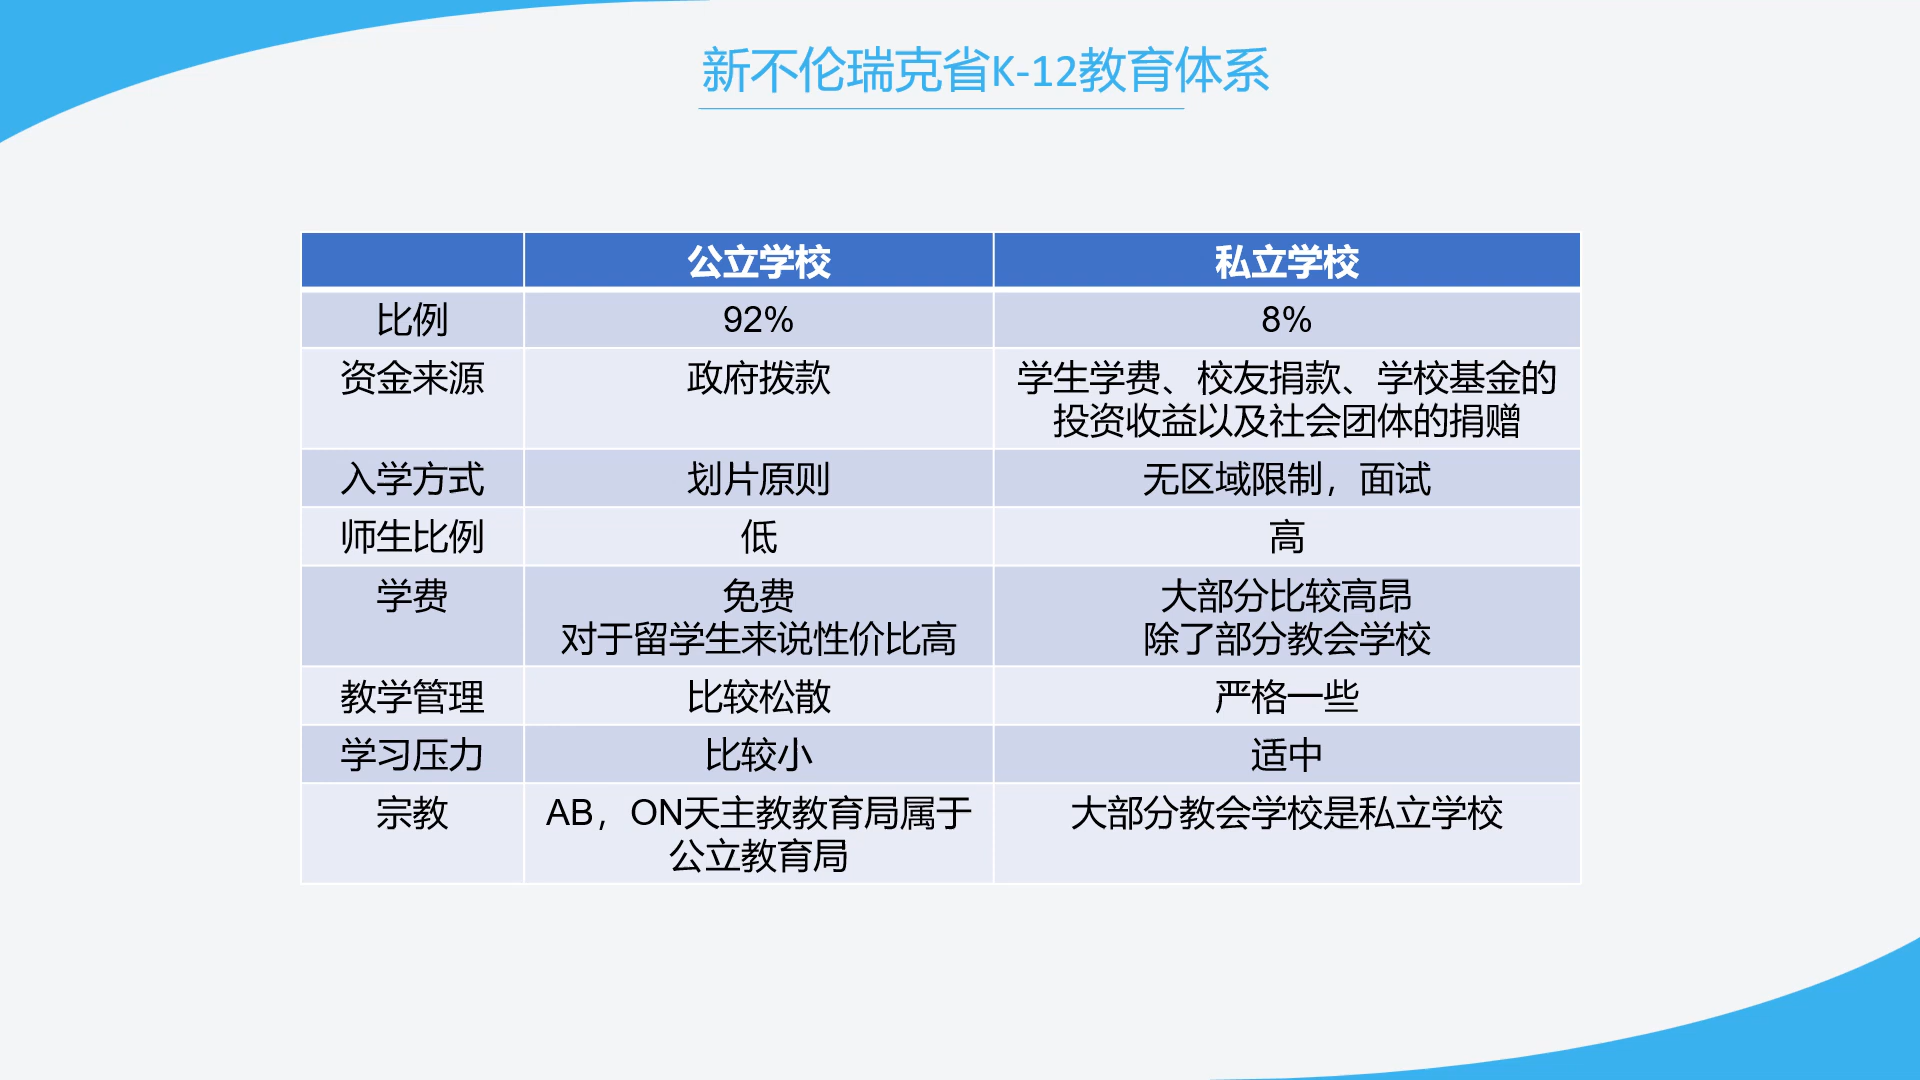 新不伦瑞克省K-12教育体系
公立学校 私立学校
比例 92% 8%
资金来源 政府拨款 学生学费、校友捐款、学校基金的
投资收益以及社会团体的捐赠
入学方式 划片原则 无区域限制，面试
师生比例 低 高
学费 免费 大部分比较高昂
对于留学生来说性价比高 除了部分教会学校
教学管理 比较松散 严格一些
学习压力 比较小 适中
宗教 AB，ON天主教教育局属于 大部分教会学校是私立学校
公立教育局